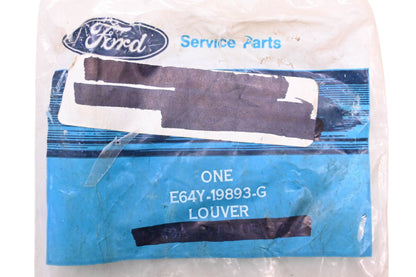 Ford Service Parts
ONE
E64Y-19893-G
LOUVER